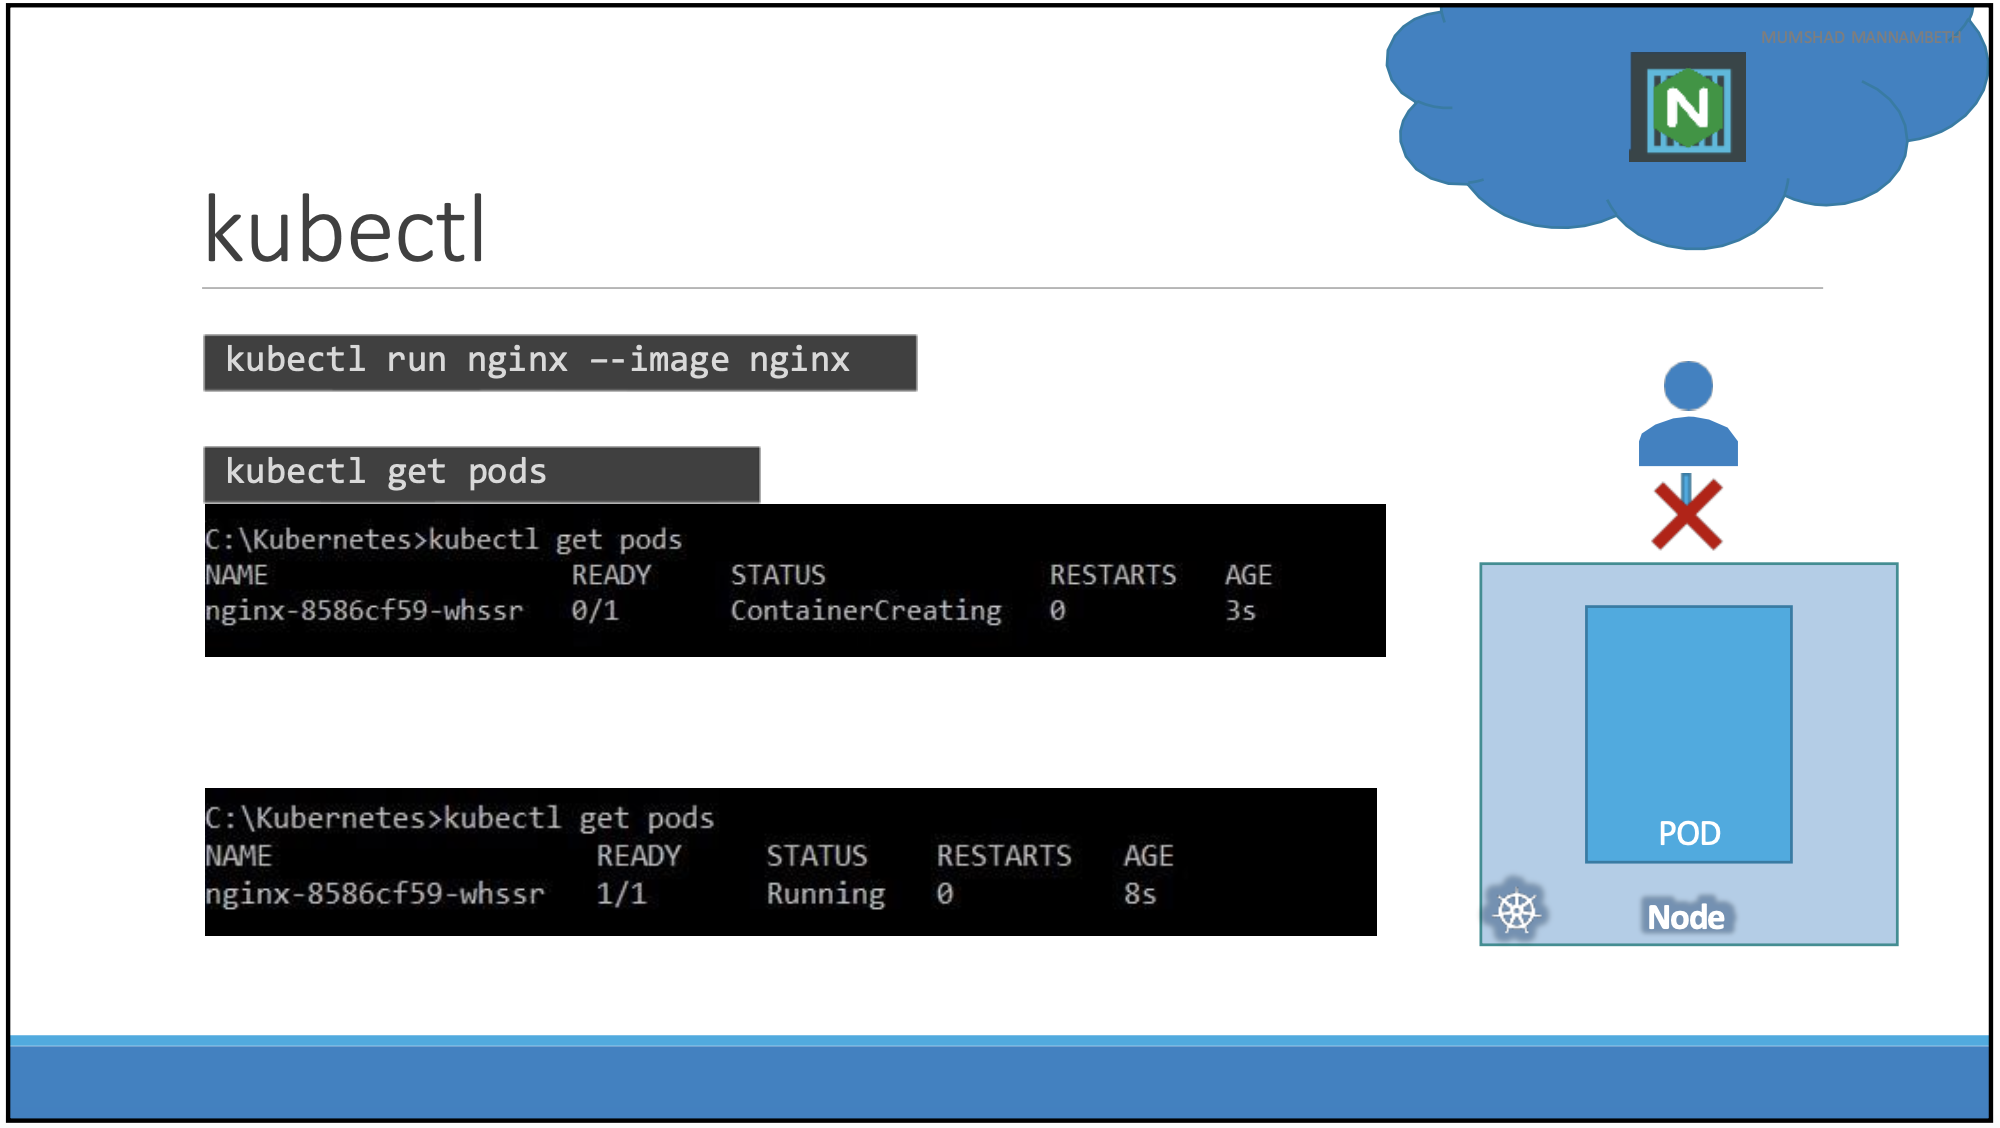 MUMSHAD MANNAMBETH
N
kubectl
kubectl run nginx –-image nginx
kubectl get pods
C:\Kubernetes>kubectl get pods
NAME READY STATUS RESTARTS AGE
nginx-8586cf59-whssr 0/1 ContainerCreating 0 3s
C:\Kubernetes>kubectl get pods
NAME READY STATUS RESTARTS AGE
nginx-8586cf59-whssr 1/1 Running 0 8s
POD
Node